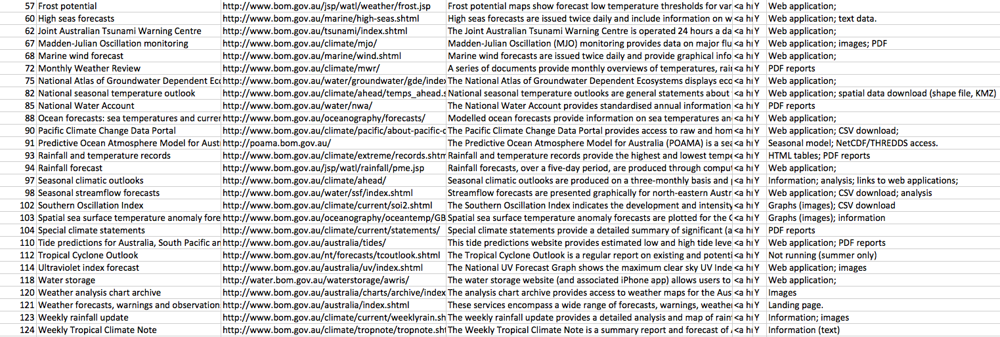 57 Frost potential http://www.bom.gov.au/jsp/watl/weather/frost.jsp Frost potential maps show forecast low temperature thresholds for var <a hr Y Web application;
60 High seas forecasts http://www.bom.gov.au/marine/high-seas.shtml High seas forecasts are issued twice daily and include information on w <a hr Y Web application; text data.
62 Joint Australian Tsunami Warning Centre http://www.bom.gov.au/tsunami/index.shtml The Joint Australian Tsunami Warning Centre is operated 24 hours a da <a hr Y Web application;
67 Madden-Julian Oscillation monitoring http://www.bom.gov.au/climate/mjo/ Madden-Julian Oscillation (MJO) monitoring provides data on major flu <a hr Y Web application; images; PDF
68 Marine wind forecast http://www.bom.gov.au/marine/wind.shtml Marine wind forecasts are issued twice daily and provide graphical info <a hr Y Web application;
72 Monthly Weather Review http://www.bom.gov.au/climate/mwr/ A series of documents provide monthly overviews of temperatures, rai <a hr Y PDF reports
75 National Atlas of Groundwater Dependent Ec http://www.bom.gov.au/water/groundwater/gde/index The National Atlas of Groundwater Dependent Ecosystems displays ecc <a hr Y Web application;
82 National seasonal temperature outlook http://www.bom.gov.au/climate/ahead/temps_ahead.s National seasonal temperature outlooks are general statements about <a hr Y Web application; spatial data download (shape file, KMZ)
85 National Water Account http://www.bom.gov.au/water/nwa/ The National Water Account provides standardised annual information <a hr Y PDF reports
88 Ocean forecasts: sea temperatures and currer http://www.bom.gov.au/oceanography/forecasts/ Modelled ocean forecasts provide information on sea temperatures an <a hr Y Web application;
90 Pacific Climate Change Data Portal http://www.bom.gov.au/climate/pacific/about-pacific-c The Pacific Climate Change Data Portal provides access to raw and hom <a hr Y Web application; CSV download;
91 Predictive Ocean Atmosphere Model for Aust http://poama.bom.gov.au/ The Predictive Ocean Atmosphere Model for Australia (POAMA) is a sea <a hr Y Seasonal model; NetCDF/THREDDS access.
93 Rainfall and temperature records http://www.bom.gov.au/climate/extreme/records.shtm Rainfall and temperature records provide the highest and lowest tempe <a hr Y HTML tables; PDF reports
94 Rainfall forecast http://www.bom.gov.au/jsp/watl/rainfall/pme.jsp Rainfall forecasts, over a five-day period, are produced through comput <a hr Y Web application;
97 Seasonal climatic outlooks http://www.bom.gov.au/climate/ahead/ Seasonal climatic outlooks are produced on a three-monthly basis and <a hr Y Information; analysis; links to web applications;
98 Seasonal streamflow forecasts http://www.bom.gov.au/water/ssf/index.shtml Streamflow forecasts are presented graphically for north-eastern Austr <a hr Y Web application; CSV download; analysis
102 Southern Oscillation Index http://www.bom.gov.au/climate/current/soi2.shtml The Southern Oscillation Index indicates the development and intensity <a hr Y Graphs (images); CSV download
103 Spatial sea surface temperature anomaly fore http://www.bom.gov.au/oceanography/oceantemp/GB Spatial sea surface temperature anomaly forecasts are plotted for the G <a hr Y Graphs (images); information
104 Special climate statements http://www.bom.gov.au/climate/current/statements/ Special climate statements provide a detailed summary of significant (a <a hr Y PDF reports
110 Tide predictions for Australia, South Pacific an http://www.bom.gov.au/australia/tides/ This tide predictions website provides estimated low and high tide leve <a hr Y Web application; PDF reports
112 Tropical Cyclone Outlook http://www.bom.gov.au/nt/forecasts/tcoutlook.shtml The Tropical Cyclone Outlook is a regular report on existing and potenti <a hr Y Not running (summer only)
114 Ultraviolet index forecast http://www.bom.gov.au/australia/uv/index.shtml The National UV Forecast Graph shows the maximum clear sky UV Inde <a hr Y Web application; images
118 Water storage http://water.bom.gov.au/waterstorage/awris/ The water storage website (and associated iPhone app) allows users to <a hr Y Web application;
120 Weather analysis chart archive http://www.bom.gov.au/australia/charts/archive/index The analysis chart archive provides access to weather maps for the Aus <a hr Y Images
121 Weather forecasts, warnings and observation http://www.bom.gov.au/australia/index.shtml These services encompass a wide range of forecasts, warnings, weathe <a hr Y Landing page.
123 Weekly rainfall update http://www.bom.gov.au/climate/current/weeklyrain.sh The weekly rainfall update provides a detailed analysis and map of rain <a hr Y Information; images
124 Weekly Tropical Climate Note http://www.bom.gov.au/climate/tropnote/tropnote.sht The Weekly Tropical Climate Note is a summary report and forecast of <a hr Y Information (text)